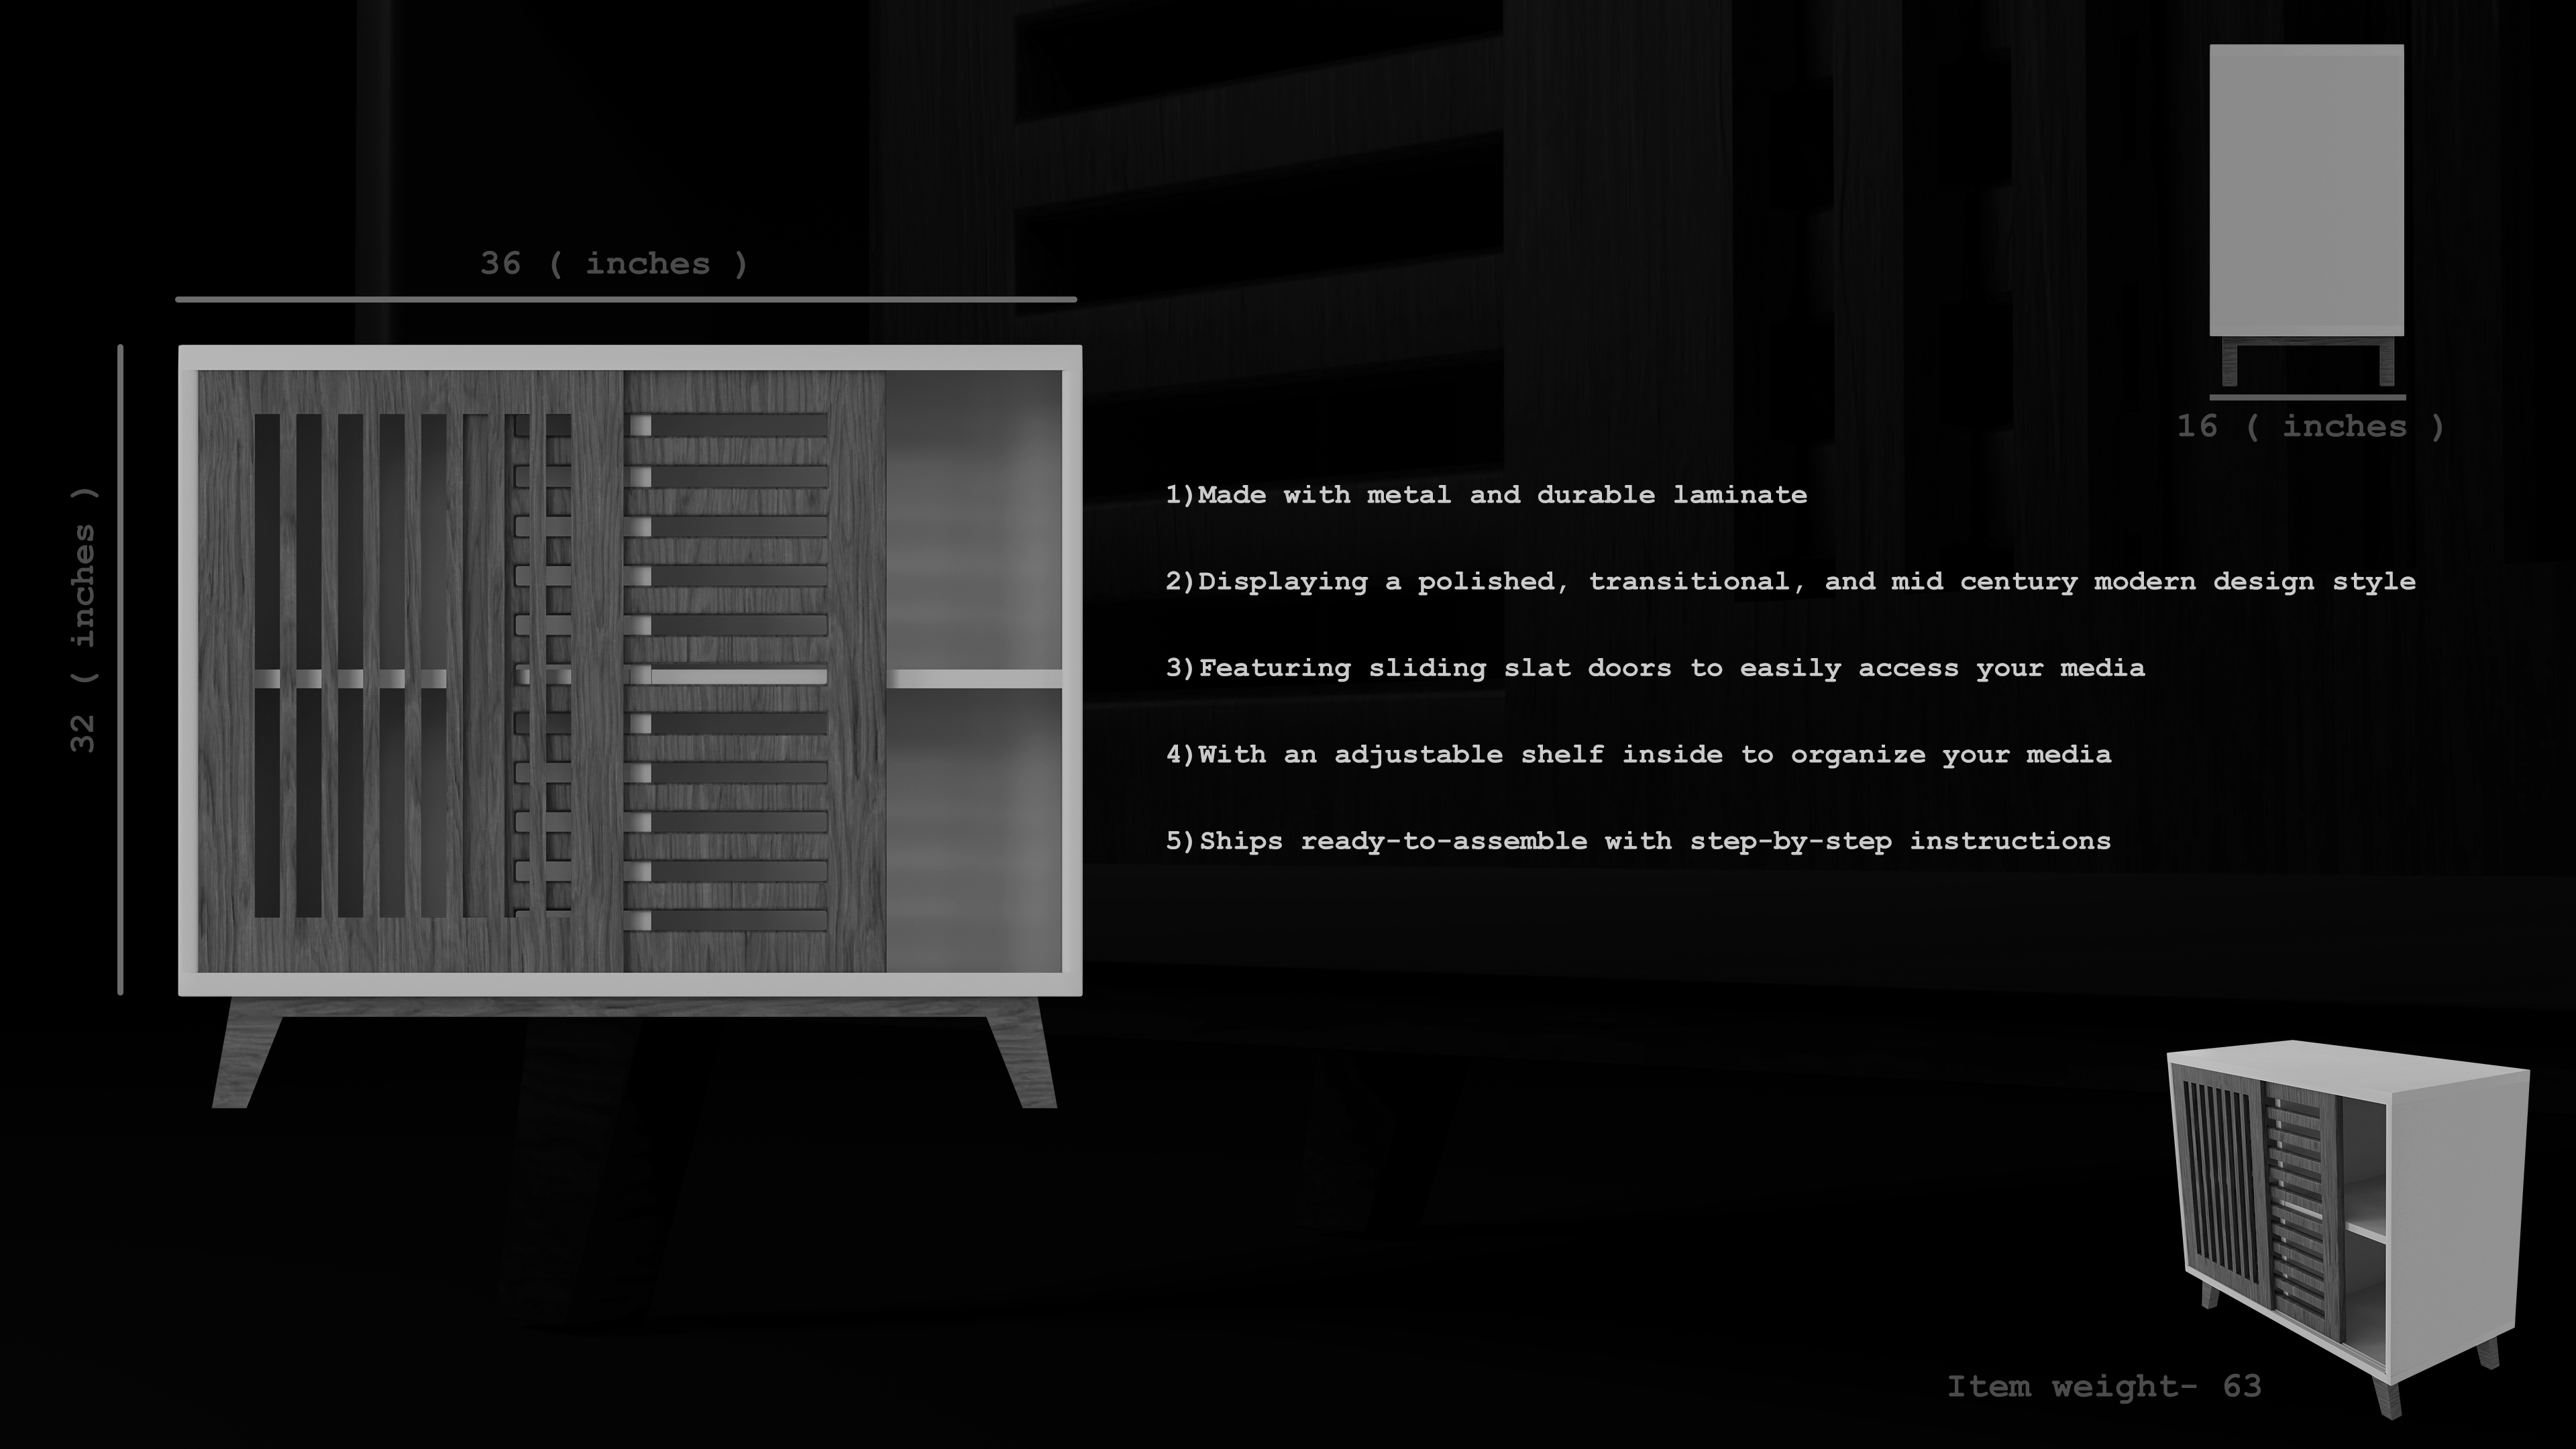 36 ( inches )
32 ( inches )
16 ( inches )
1)Made with metal and durable laminate
2)Displaying a polished, transitional, and mid century modern design style
3)Featuring sliding slat doors to easily access your media
4)With an adjustable shelf inside to organize your media
5)Ships ready-to-assemble with step-by-step instructions
Item weight- 63